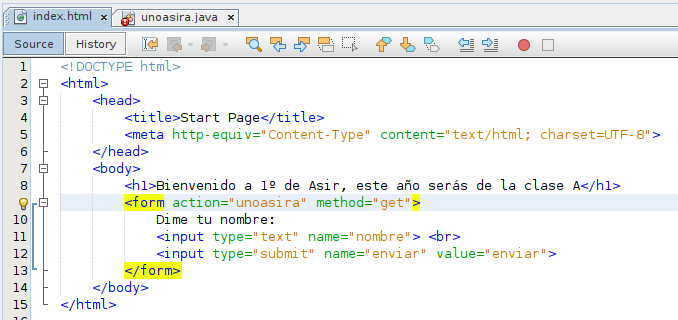 index.html unoasira.java
Source History
1 <!DOCTYPE html>
2 <html>
3 <head>
4 <title>Start Page</title>
5 <meta http-equiv="Content-Type" content="text/html; charset=UTF-8">
6 </head>
7 <body>
8 <h1>Bienvenido a 1º de Asir, este año serás de la clase A</h1>
<form action="unoasira" method="get">
10 Dime tu nombre:
11 <input type="text" name="nombre"> <br>
12 <input type="submit" name="enviar" value="enviar">
13 </form>
14 </body>
15 </html>